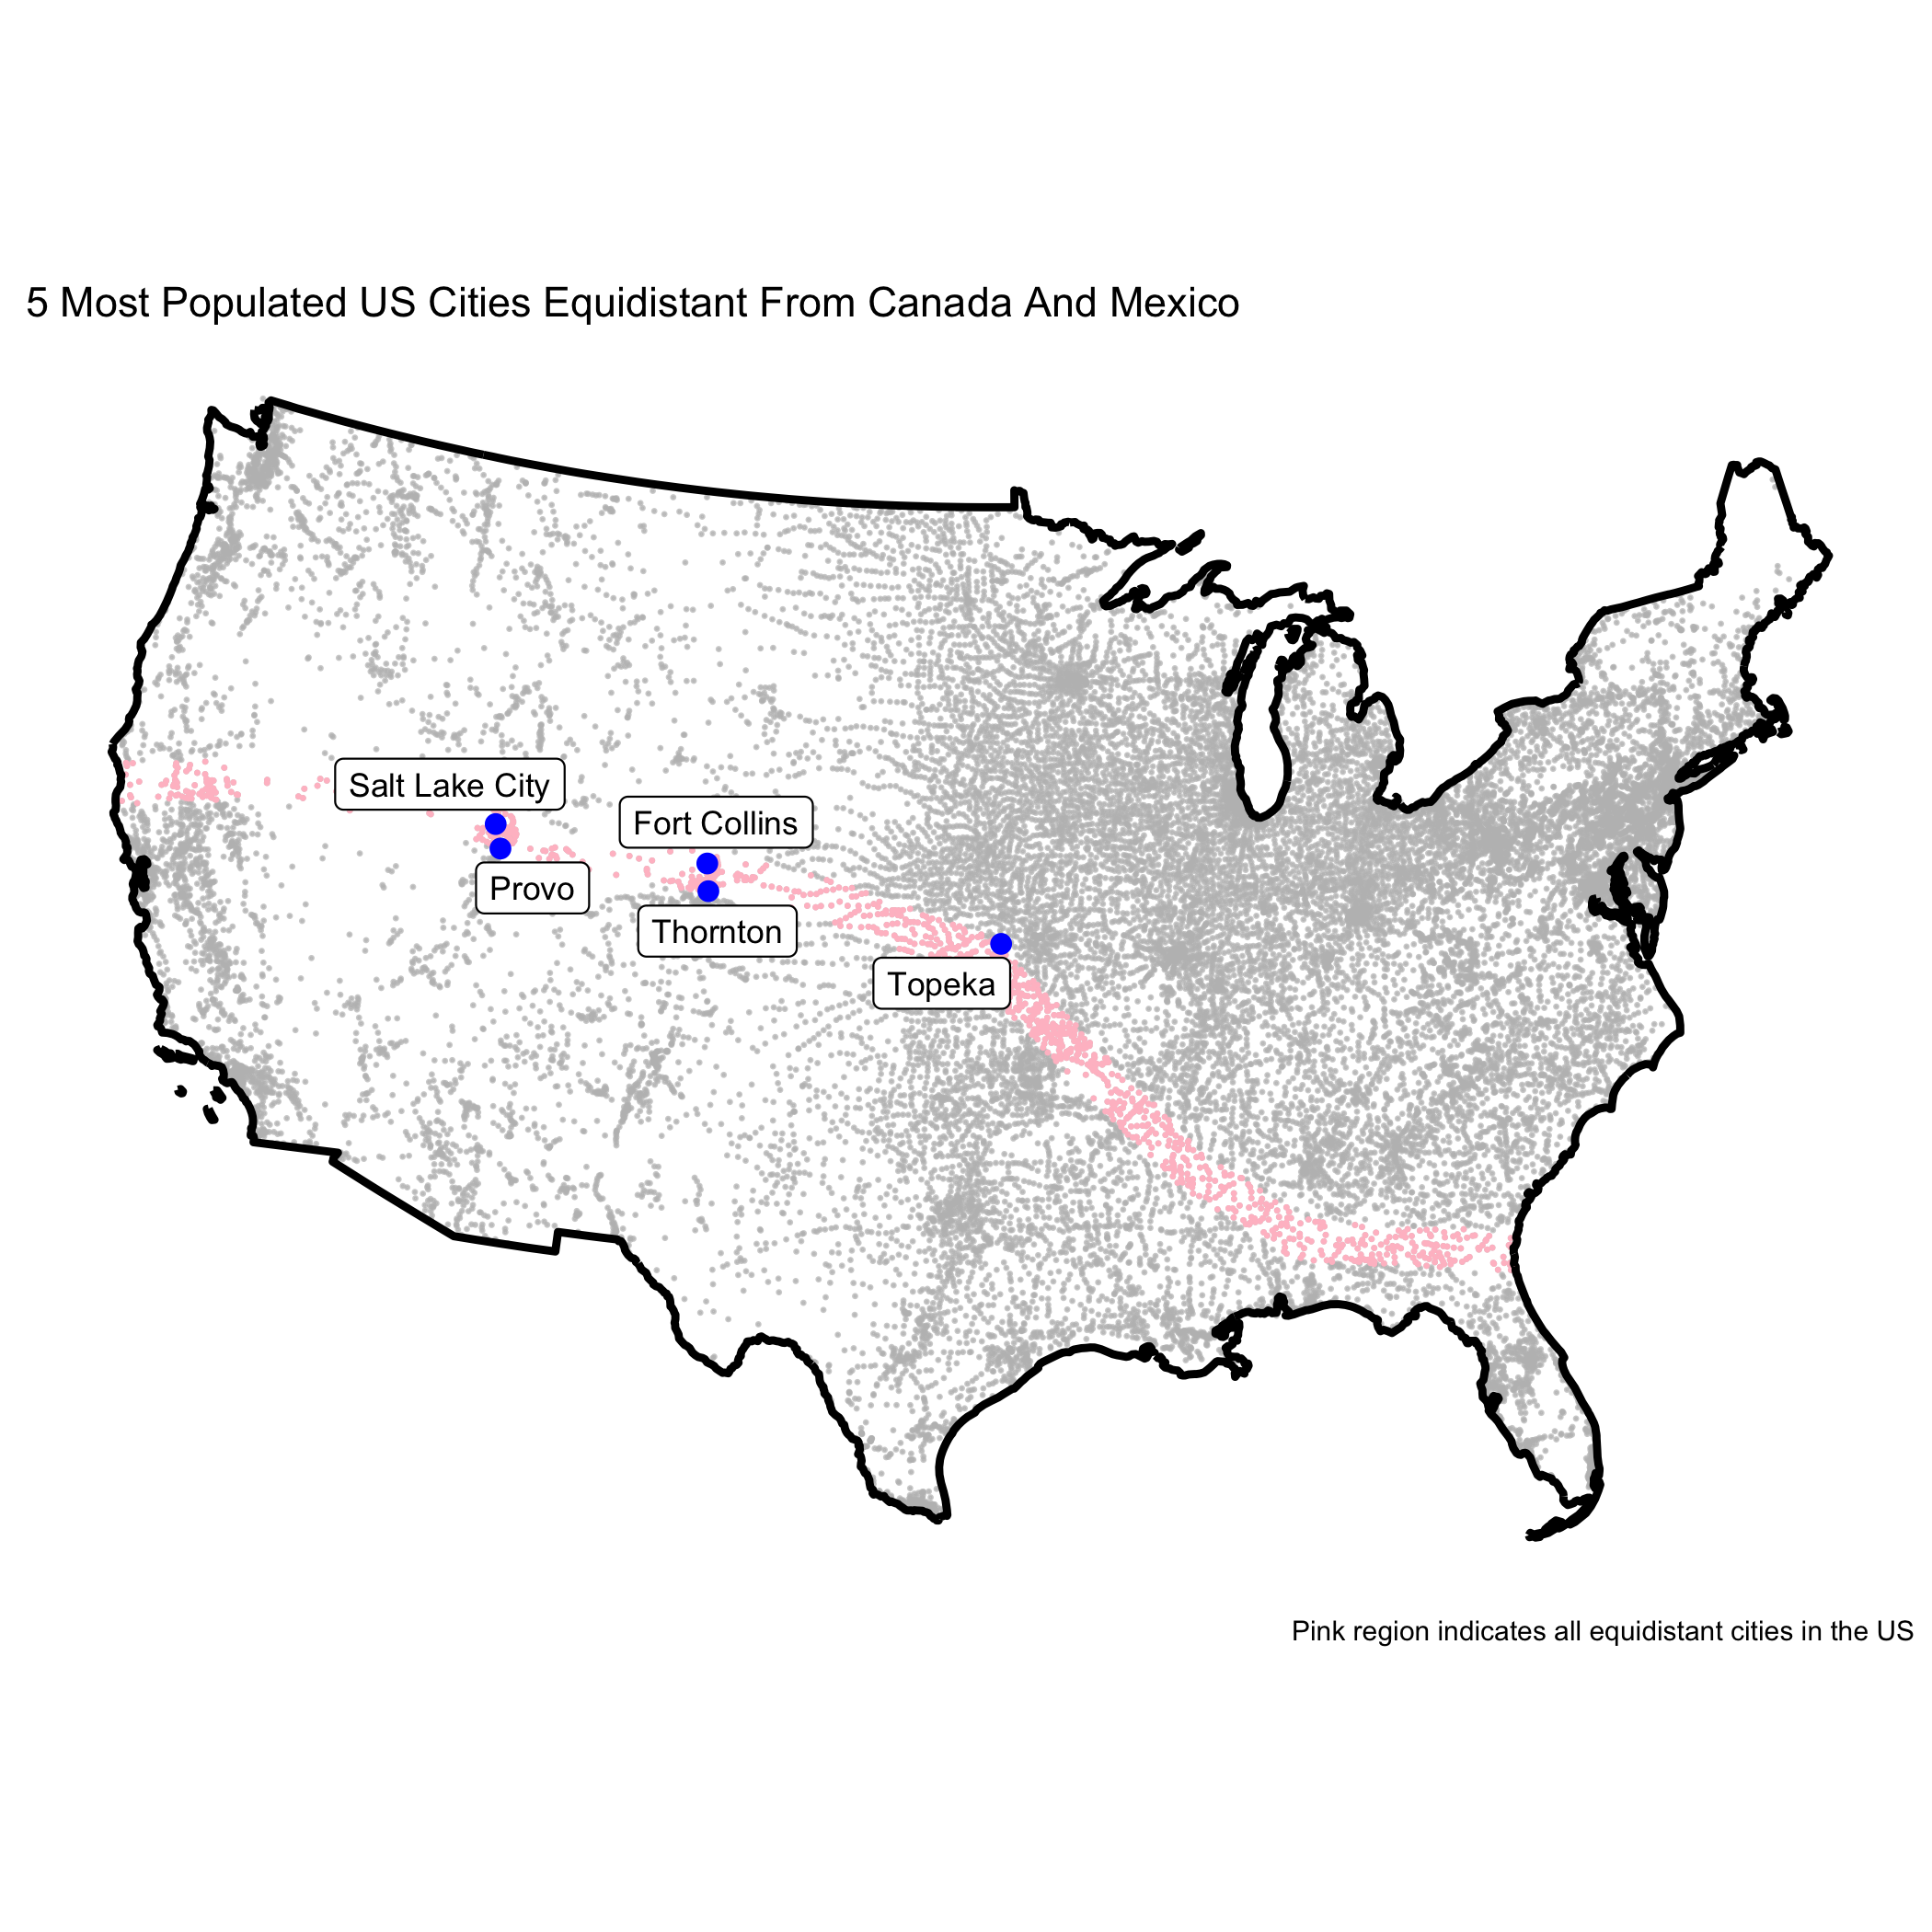 5 Most Populated US Cities Equidistant From Canada And Mexico
Salt Lake City
Fort Collins
Provo
Thornton
Topeka
Pink region indicates all equidistant cities in the US